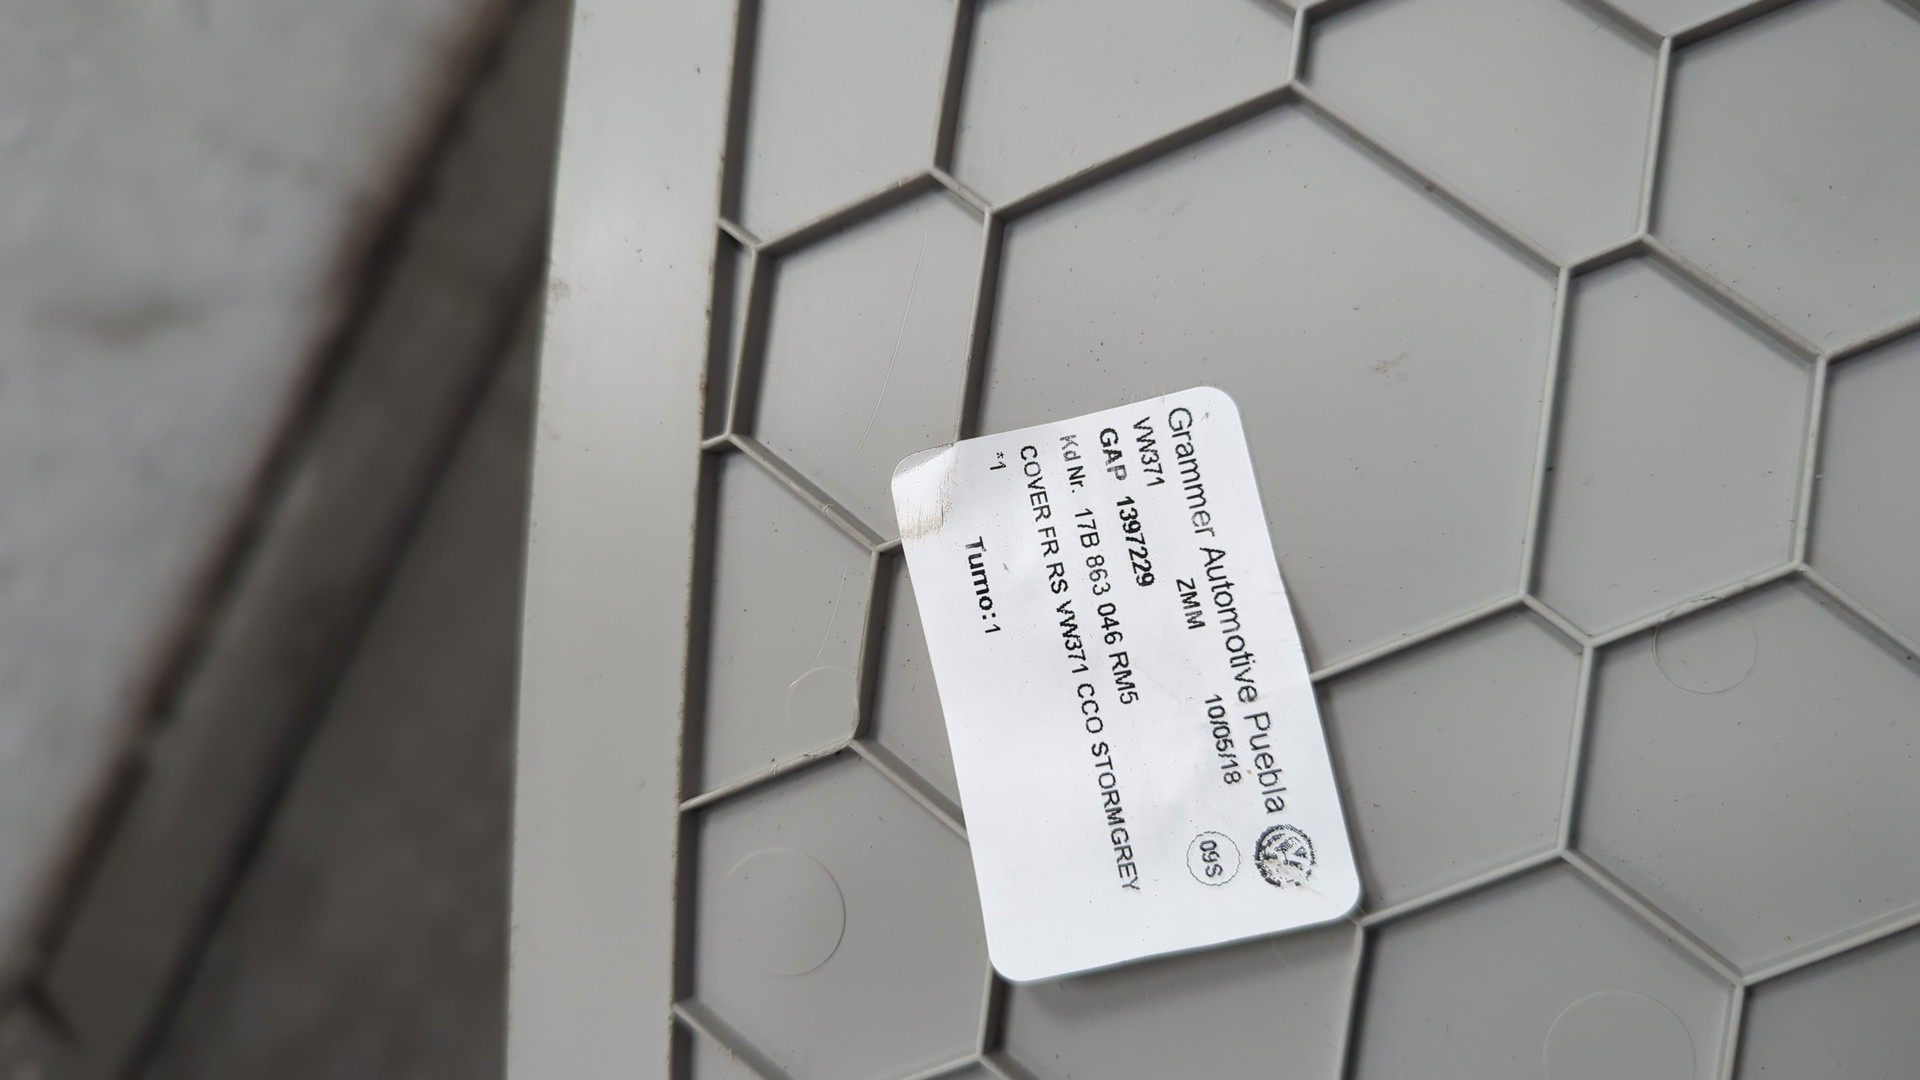 Grammer Automotive Puebla
VW371 ZMM 10/05/18
GAP 1397229 09S
Kd Nr. 17B 863 046 RM5
COVER FR RS VW371 CCO STORMGREY
*1
Turno:1